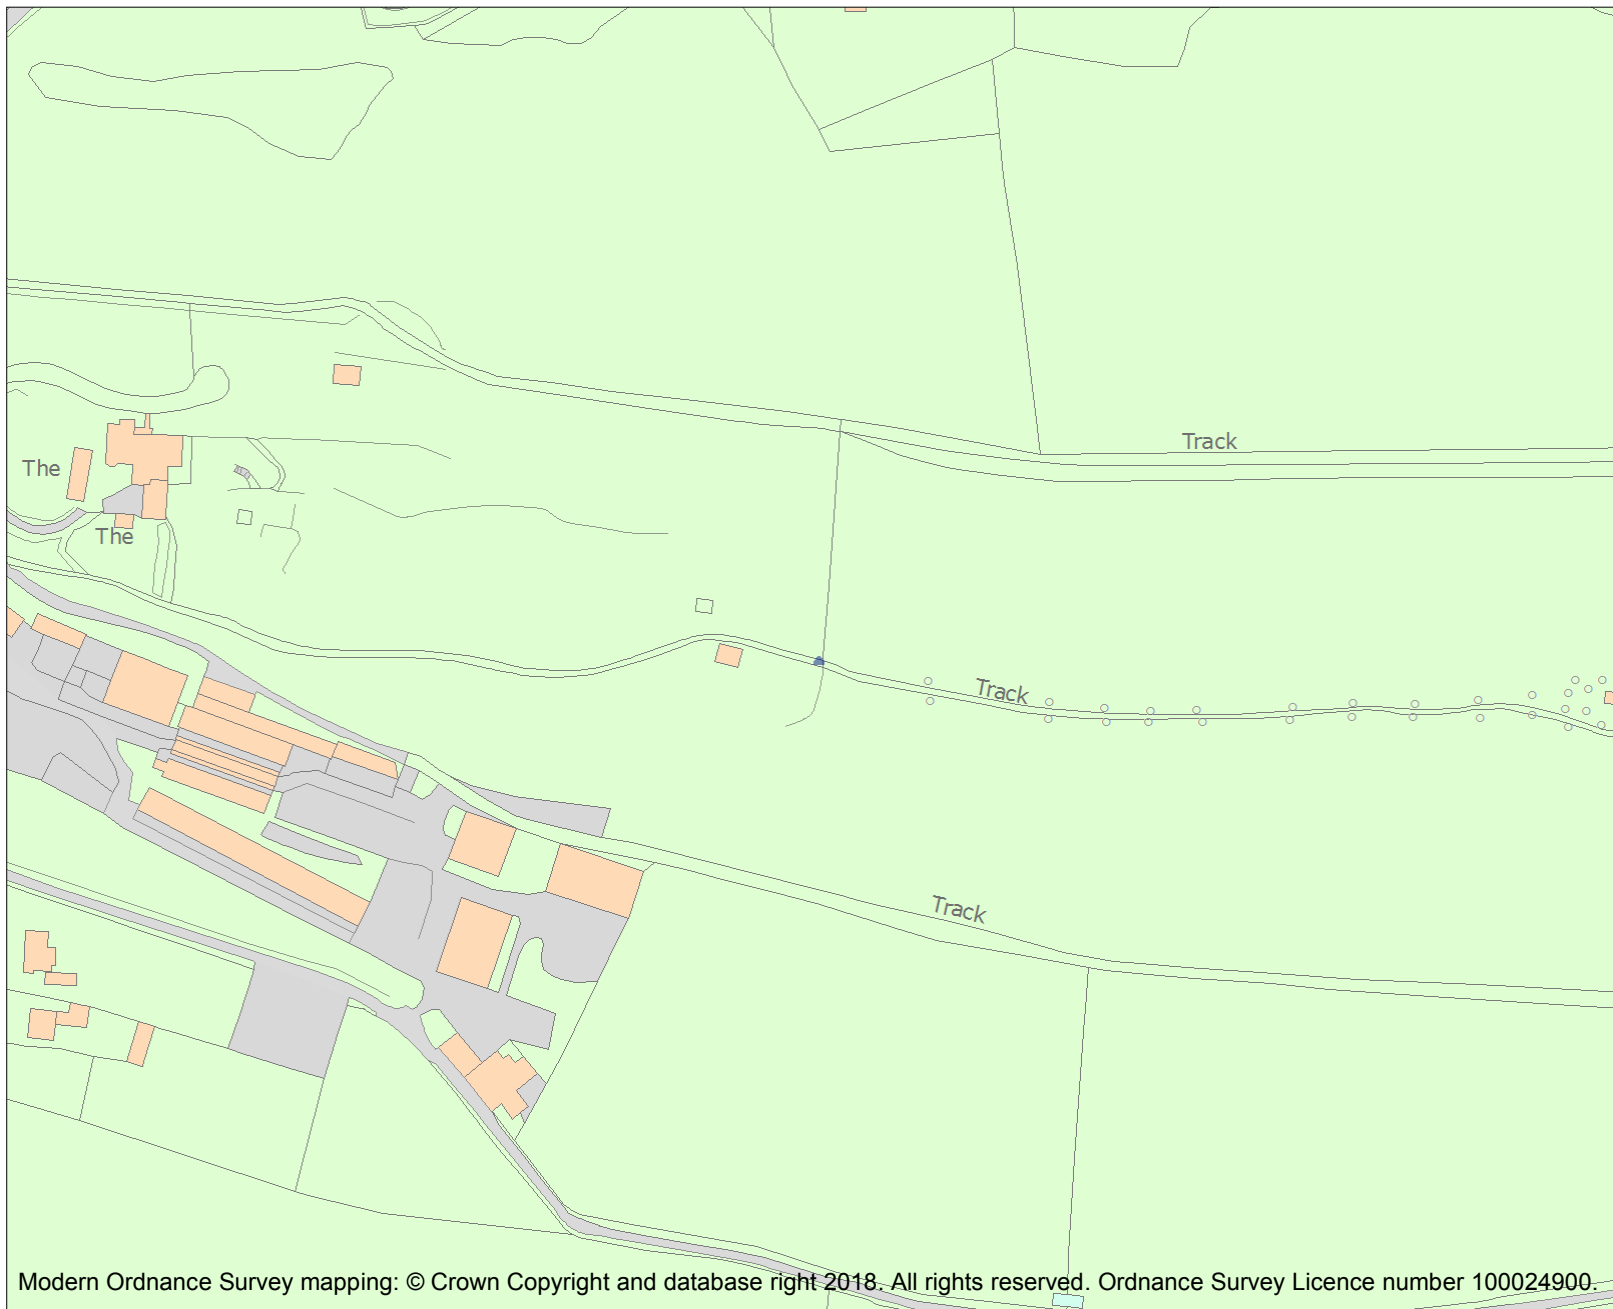 Track
The
The
Track
Track
Modern Ordnance Survey mapping: © Crown Copyright and database right 2018. All rights reserved. Ordnance Survey Licence number 100024900.